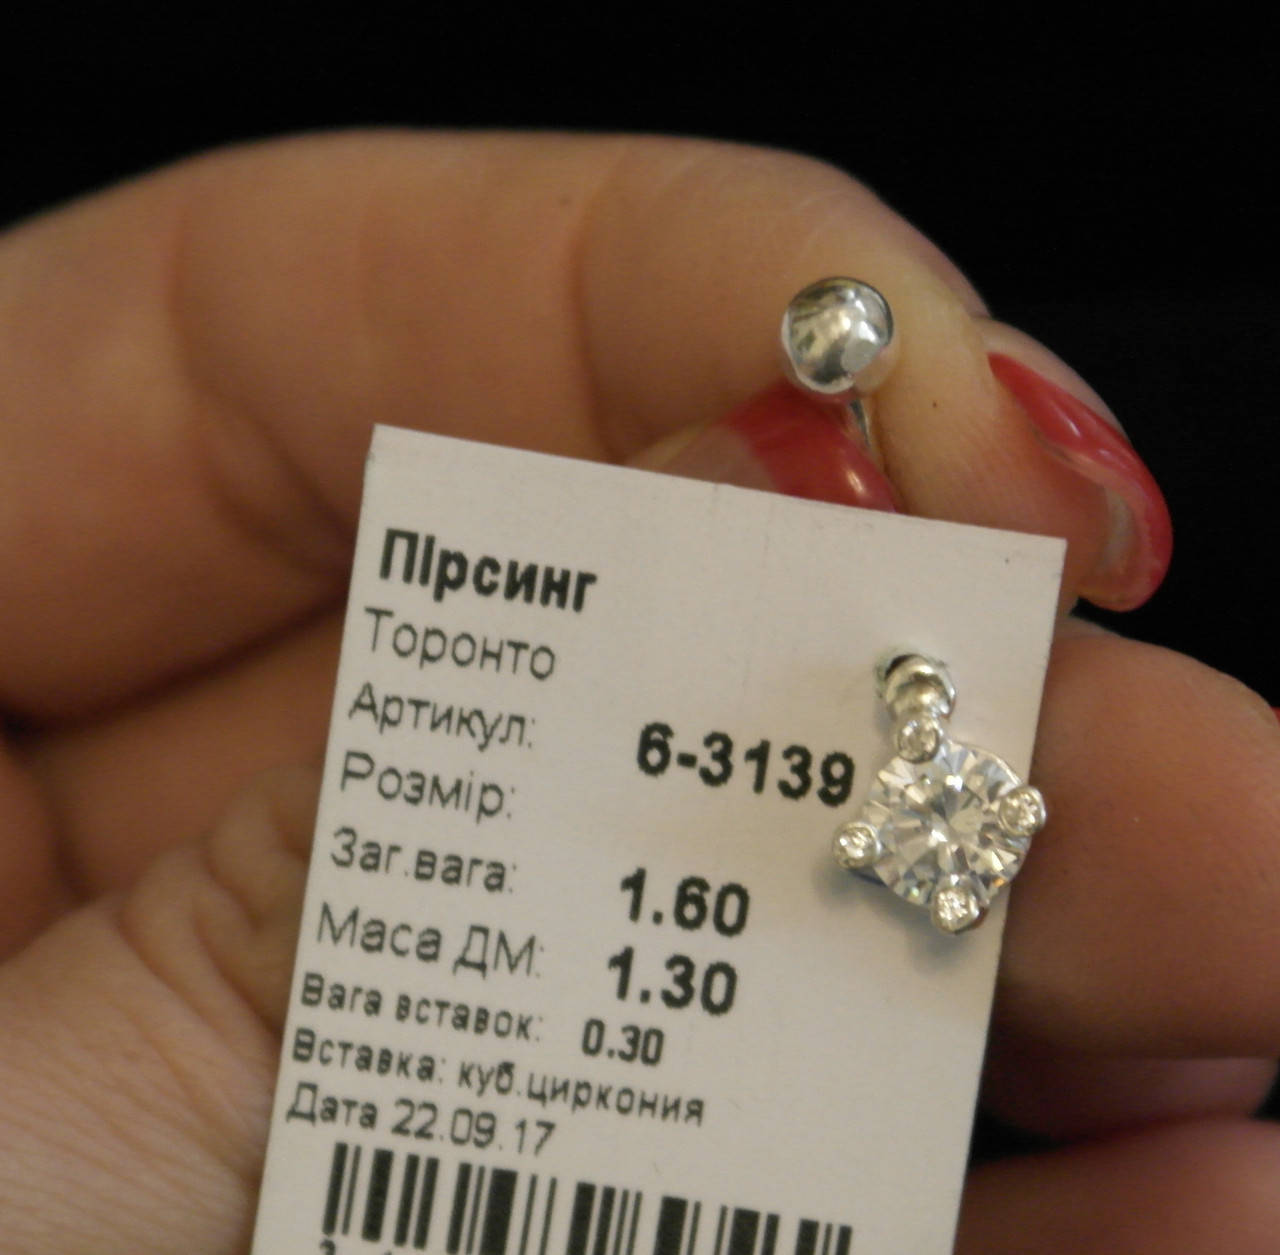 ПIрсинг
Торонто
Артикул: 6-3139
Розмір:
Заг.вага: 1.60
Маса ДМ: 1.30
Вага вставок: 0.30
Вставка: куб.циркония
Дата 22.09.17